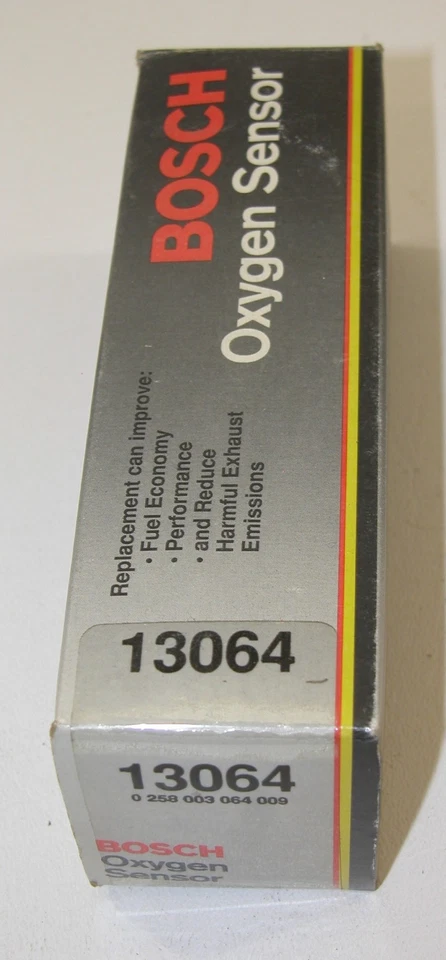 BOSCH
Oxygen Sensor
Replacement can improve:
• Fuel Economy
• Performance
• and Reduce
Harmful Exhaust
Emissions
13064
13064
0 258 003 064 009
BOSCH
Oxygen
Sensor